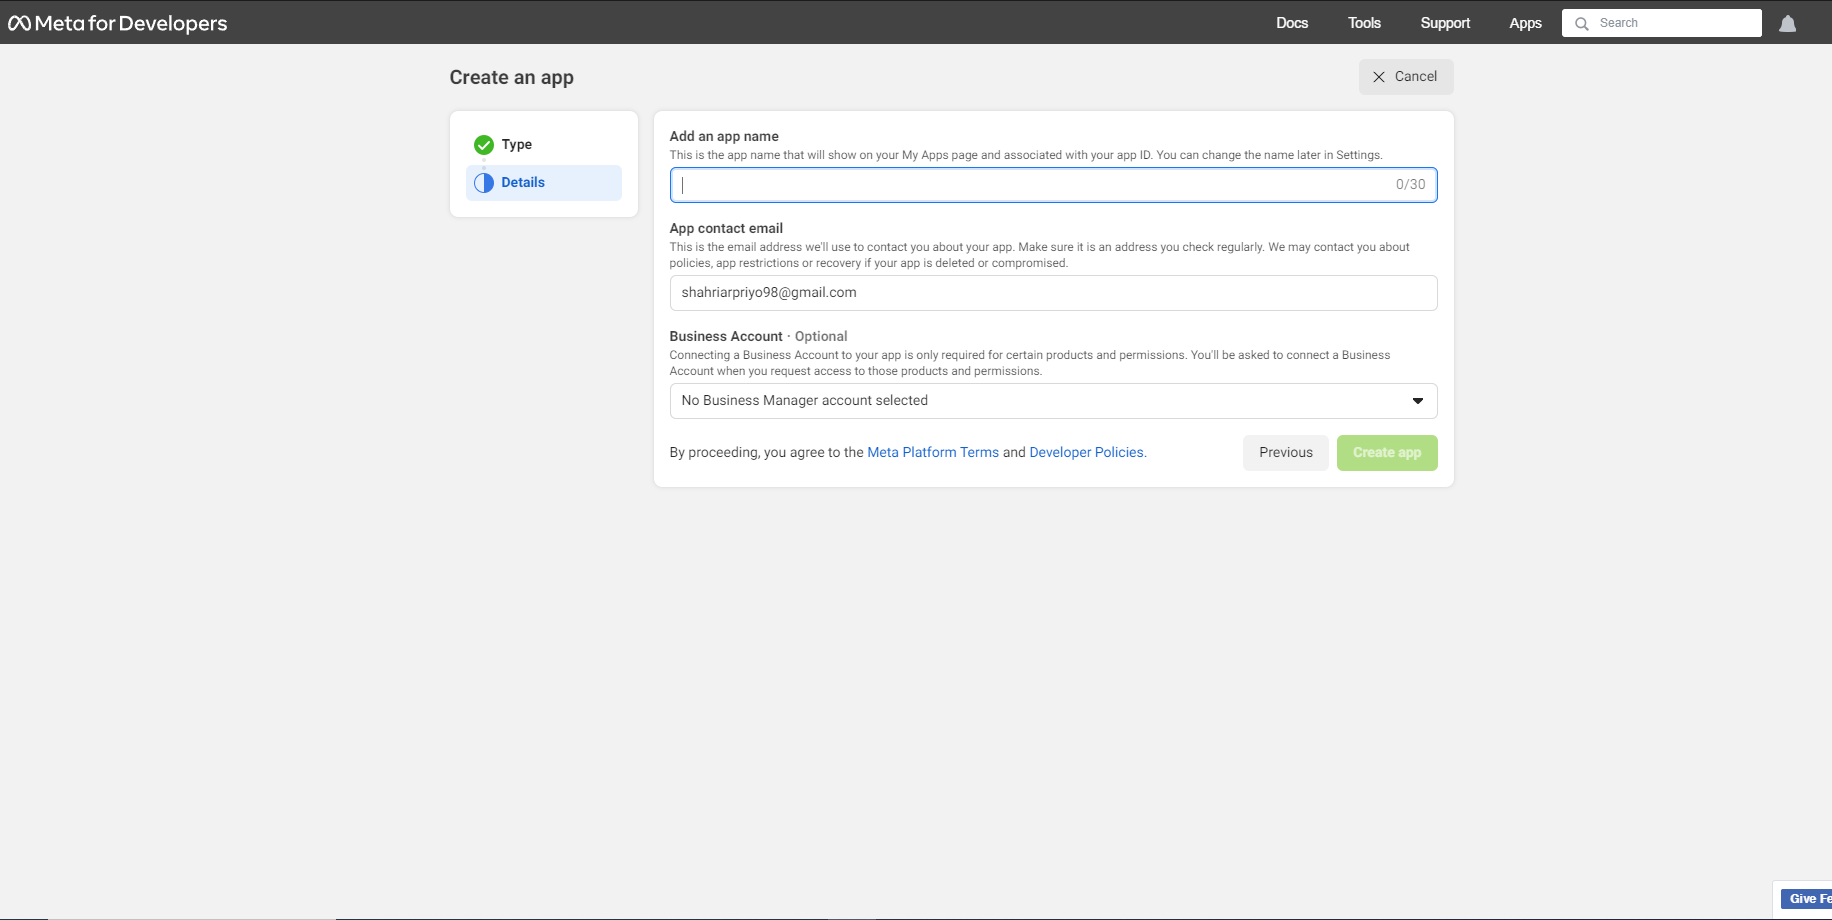 Meta for Developers
Docs
Tools
Support
Apps
Search
Create an app
Cancel
Type
Details
Add an app name
This is the app name that will show on your My Apps page and associated with your app ID. You can change the name later in Settings.
0/30
App contact email
This is the email address we'll use to contact you about your app. Make sure it is an address you check regularly. We may contact you about
policies, app restrictions or recovery if your app is deleted or compromised.
shahriarpriyo98@gmail.com
Business Account · Optional
Connecting a Business Account to your app is only required for certain products and permissions. You'll be asked to connect a Business
Account when you request access to those products and permissions.
No Business Manager account selected
By proceeding, you agree to the Meta Platform Terms and Developer Policies.
Previous
Create app
Give Fe